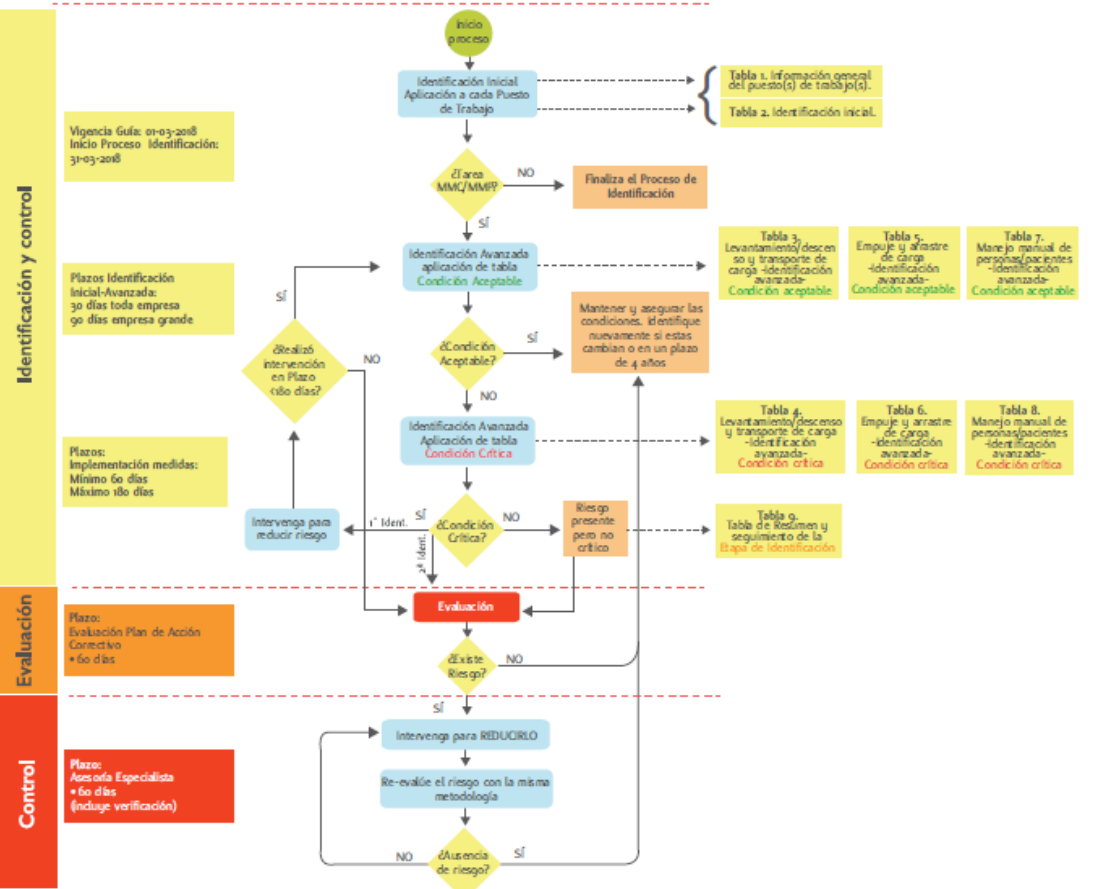 Inicio
proceso
Identificación Inicial
Aplicación a cada Puesto
de Trabajo
Tabla 1. Información general
del puesto(s) de trabajo(s).
Tabla 2. Identificación inicial.
Vigencia Guía: 01-03-2018
Inicio Proceso Identificación:
31-03-2018
¿Tarea
MMC/MMP?
NO
Finaliza el Proceso de
Identificación
SÍ
Identificación y control
Identificación Avanzada
aplicación de tabla
Condición Aceptable
Tabla 3.
Levantamiento/descen
so y transporte de
carga -Identificación
avanzada-
Condición aceptable
Tabla 5.
Empuje y arrastre
de carga
-Identificación
avanzada-
Condición aceptable
Tabla 7.
Manejo manual de
personas/pacientes
-Identificación
avanzada-
Condición aceptable
Plazos Identificación
Inicial-Avanzada:
30 días toda empresa
90 días empresa grande
SÍ
¿Realizó
intervención
en Plazo
<180 días?
NO
¿Condición
Aceptable?
SÍ
Mantener y asegurar las
condiciones. Identifique
nuevamente si estas
cambian o en un plazo
de 4 años
NO
Identificación Avanzada
Aplicación de tabla
Condición Crítica
Tabla 4.
Levantamiento/descenso
y transporte de carga
-Identificación
avanzada-
Condición crítica
Tabla 6.
Empuje y arrastre
de carga
-Identificación
avanzada-
Condición crítica
Tabla 8.
Manejo manual de
personas/pacientes
-Identificación
avanzada-
Condición crítica
Plazos:
Implementación medidas:
Mínimo 60 días
Máximo 180 días
Intervenga para
reducir riesgo
1ª Ident.
SÍ
2ª Ident.
¿Condición
Crítica?
NO
Riesgo
presente
pero no
crítico
Tabla 9.
Tabla de Resumen y
seguimiento de la
Etapa de Identificación
Evaluación
Plazo:
Evaluación Plan de Acción
Correctivo
• 60 días
Evaluación
¿Existe
Riesgo?
NO
SÍ
Control
Plazo:
Asesoría Especialista
• 60 días
(incluye verificación)
Intervenga para REDUCIRLO
Re-evalúe el riesgo con la misma
metodología
NO
¿Ausencia
de riesgo?
SÍ